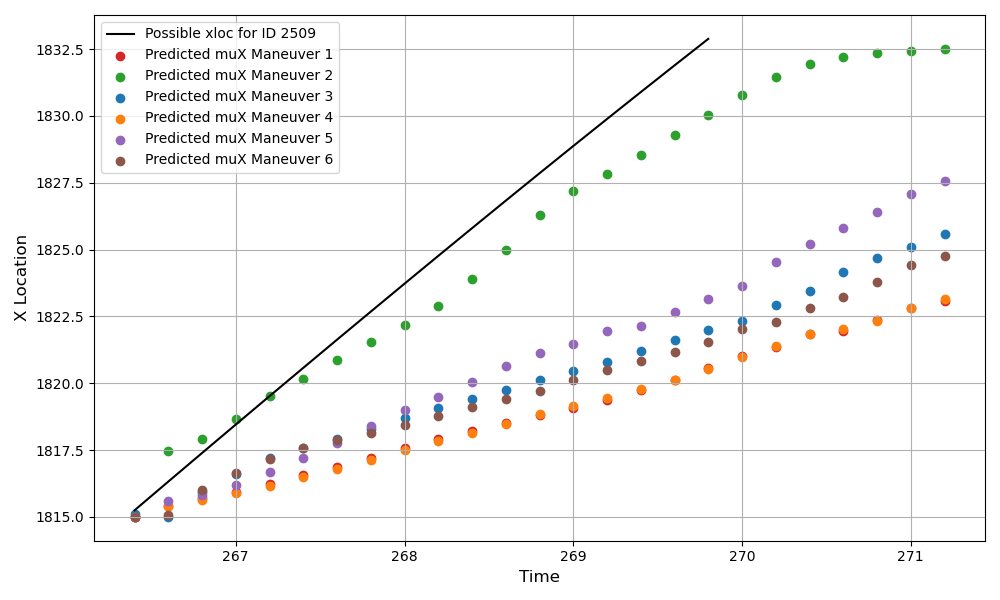 Possible xloc for ID 2509
Predicted muX Maneuver 1
Predicted muX Maneuver 2
Predicted muX Maneuver 3
Predicted muX Maneuver 4
Predicted muX Maneuver 5
Predicted muX Maneuver 6
X Location
1832.5
1830.0
1827.5
1825.0
1822.5
1820.0
1817.5
1815.0
267 268 269 270 271
Time